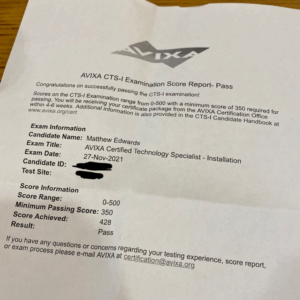 AVIXA
AVIXA CTS-I Examination Score Report- Pass
Congratulations on successfully passing the CTS-I examination!
Scores on the CTS-I Examination range from 0-500 with a minimum score of 350 required for
passing. You will be receiving your certificate package from the AVIXA Certification Office
within 4-6 weeks. Additional information is also provided in the CTS-I Candidate Handbook at
www.avixa.org/cert
Exam Information
Candidate Name: Matthew Edwards
Exam Title: AVIXA Certified Technology Specialist - Installation
Exam Date: 27-Nov-2021
Candidate ID:
Test Site:
Score Information
Score Range: 0-500
Minimum Passing Score: 350
Score Achieved: 428
Result: Pass
If you have any questions or concerns regarding your testing experience, score report,
or exam process please e-mail AVIXA at certification@avixa.org